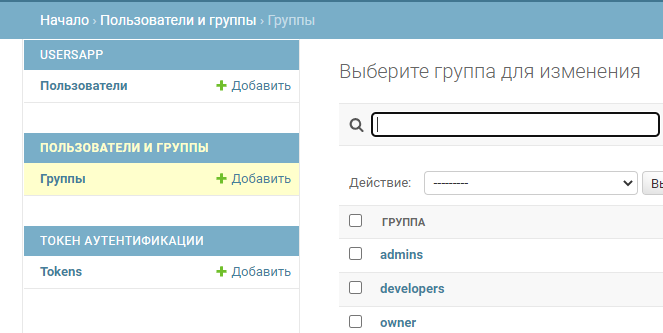 Начало › Пользователи и группы › Группы
USERSAPP
Пользователи
Добавить
ПОЛЬЗОВАТЕЛИ И ГРУППЫ
Группы
Добавить
ТОКЕН АУТЕНТИФИКАЦИИ
Tokens
Добавить
Выберите группа для изменения
Действие: ---------
ГРУППА
admins
developers
owner